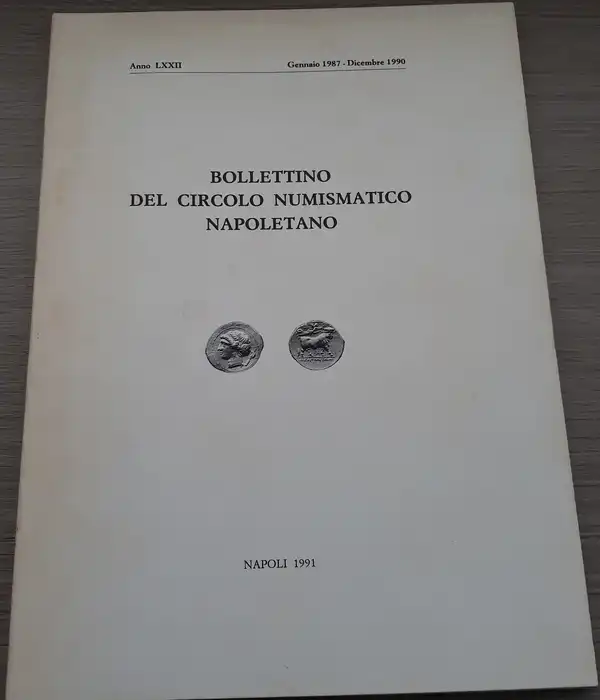 Anno LXXII Gennaio 1987 - Dicembre 1990
BOLLETTINO
DEL CIRCOLO NUMISMATICO
NAPOLETANO
NAPOLI 1991